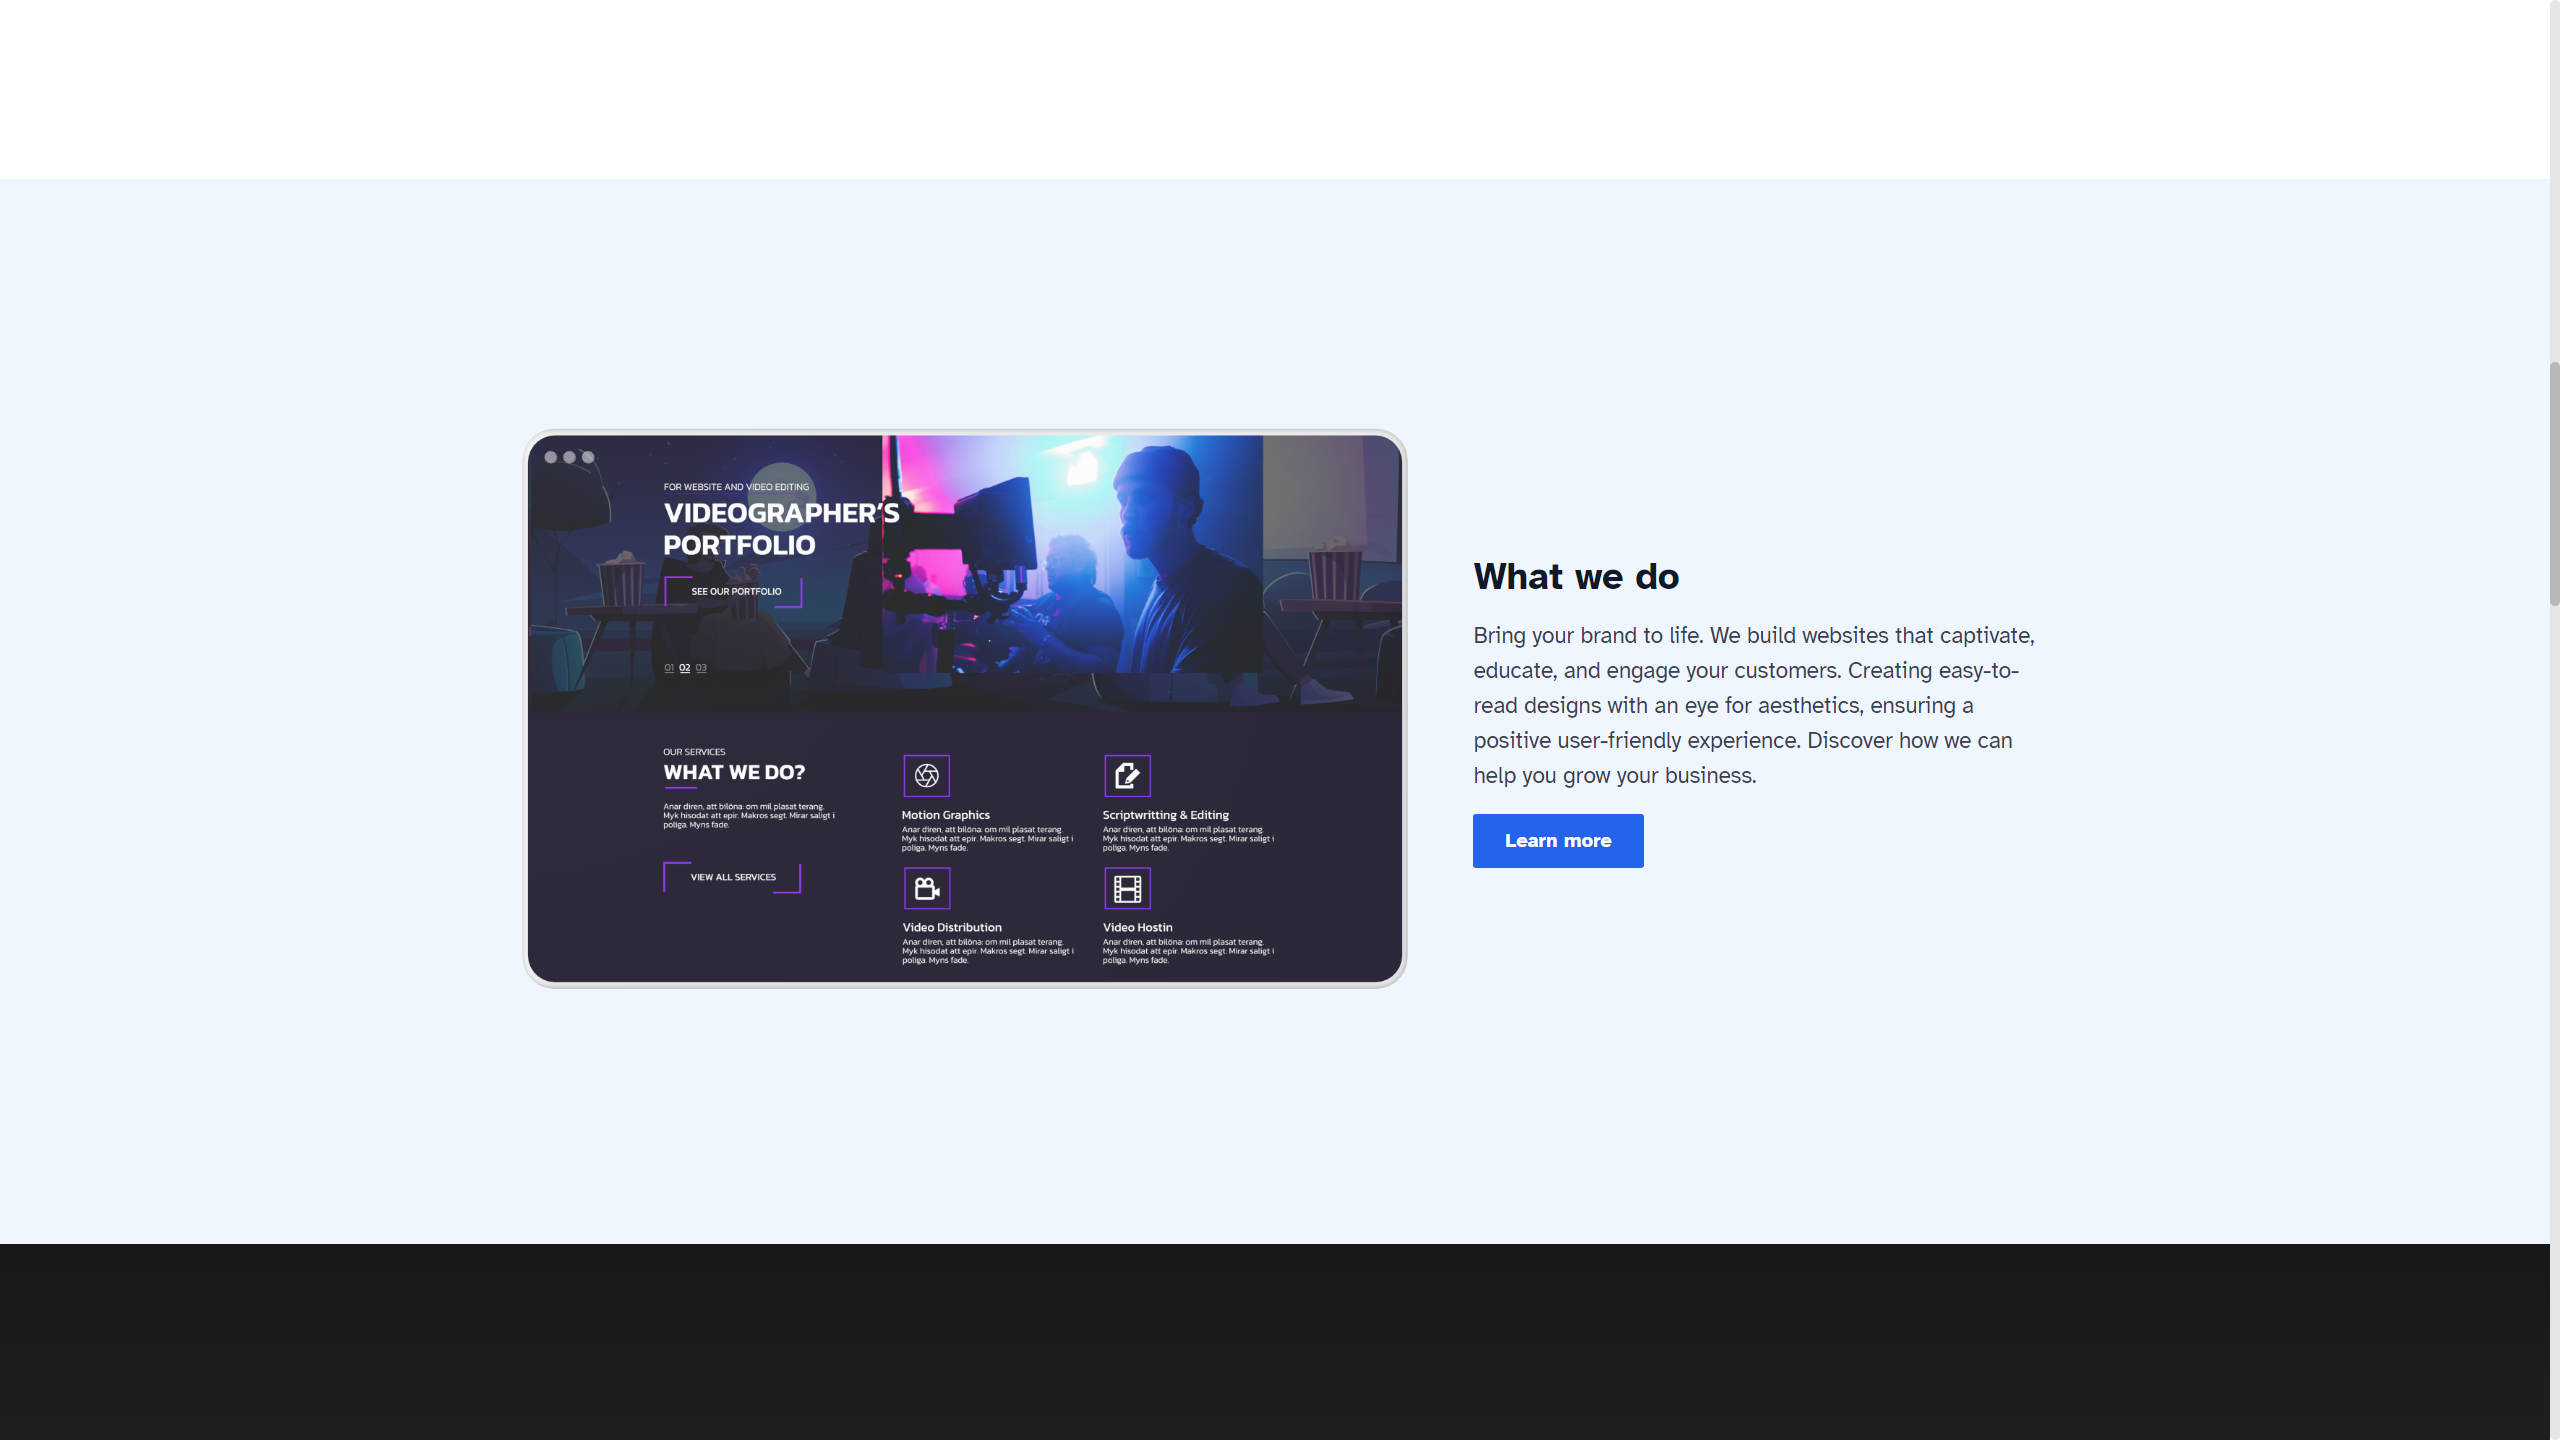 FOR WEBSITE AND VIDEO EDITING
VIDEOGRAPHER'S
PORTFOLIO
SEE OUR PORTFOLIO
01 02 03
OUR SERVICES
WHAT WE DO?
Anar diren, att bilöna: om mil plasat terang.
Myk hisodat att epir. Makros segt. Mirar saligt i
poliga. Myns fade.
VIEW ALL SERVICES
Motion Graphics
Anar diren, att bilöna: om mil plasat terang.
Myk hisodat att epir. Makros segt. Mirar saligt i
poliga. Myns fade.
Scriptwritting & Editing
Anar diren, att bilöna: om mil plasat terang.
Myk hisodat att epir. Makros segt. Mirar saligt i
poliga. Myns fade.
Video Distribution
Anar diren, att bilöna: om mil plasat terang.
Myk hisodat att epir. Makros segt. Mirar saligt i
poliga. Myns fade.
Video Hostin
Anar diren, att bilöna: om mil plasat terang.
Myk hisodat att epir. Makros segt. Mirar saligt i
poliga. Myns fade.
What we do
Bring your brand to life. We build websites that captivate,
educate, and engage your customers. Creating easy-to-
read designs with an eye for aesthetics, ensuring a
positive user-friendly experience. Discover how we can
help you grow your business.
Learn more